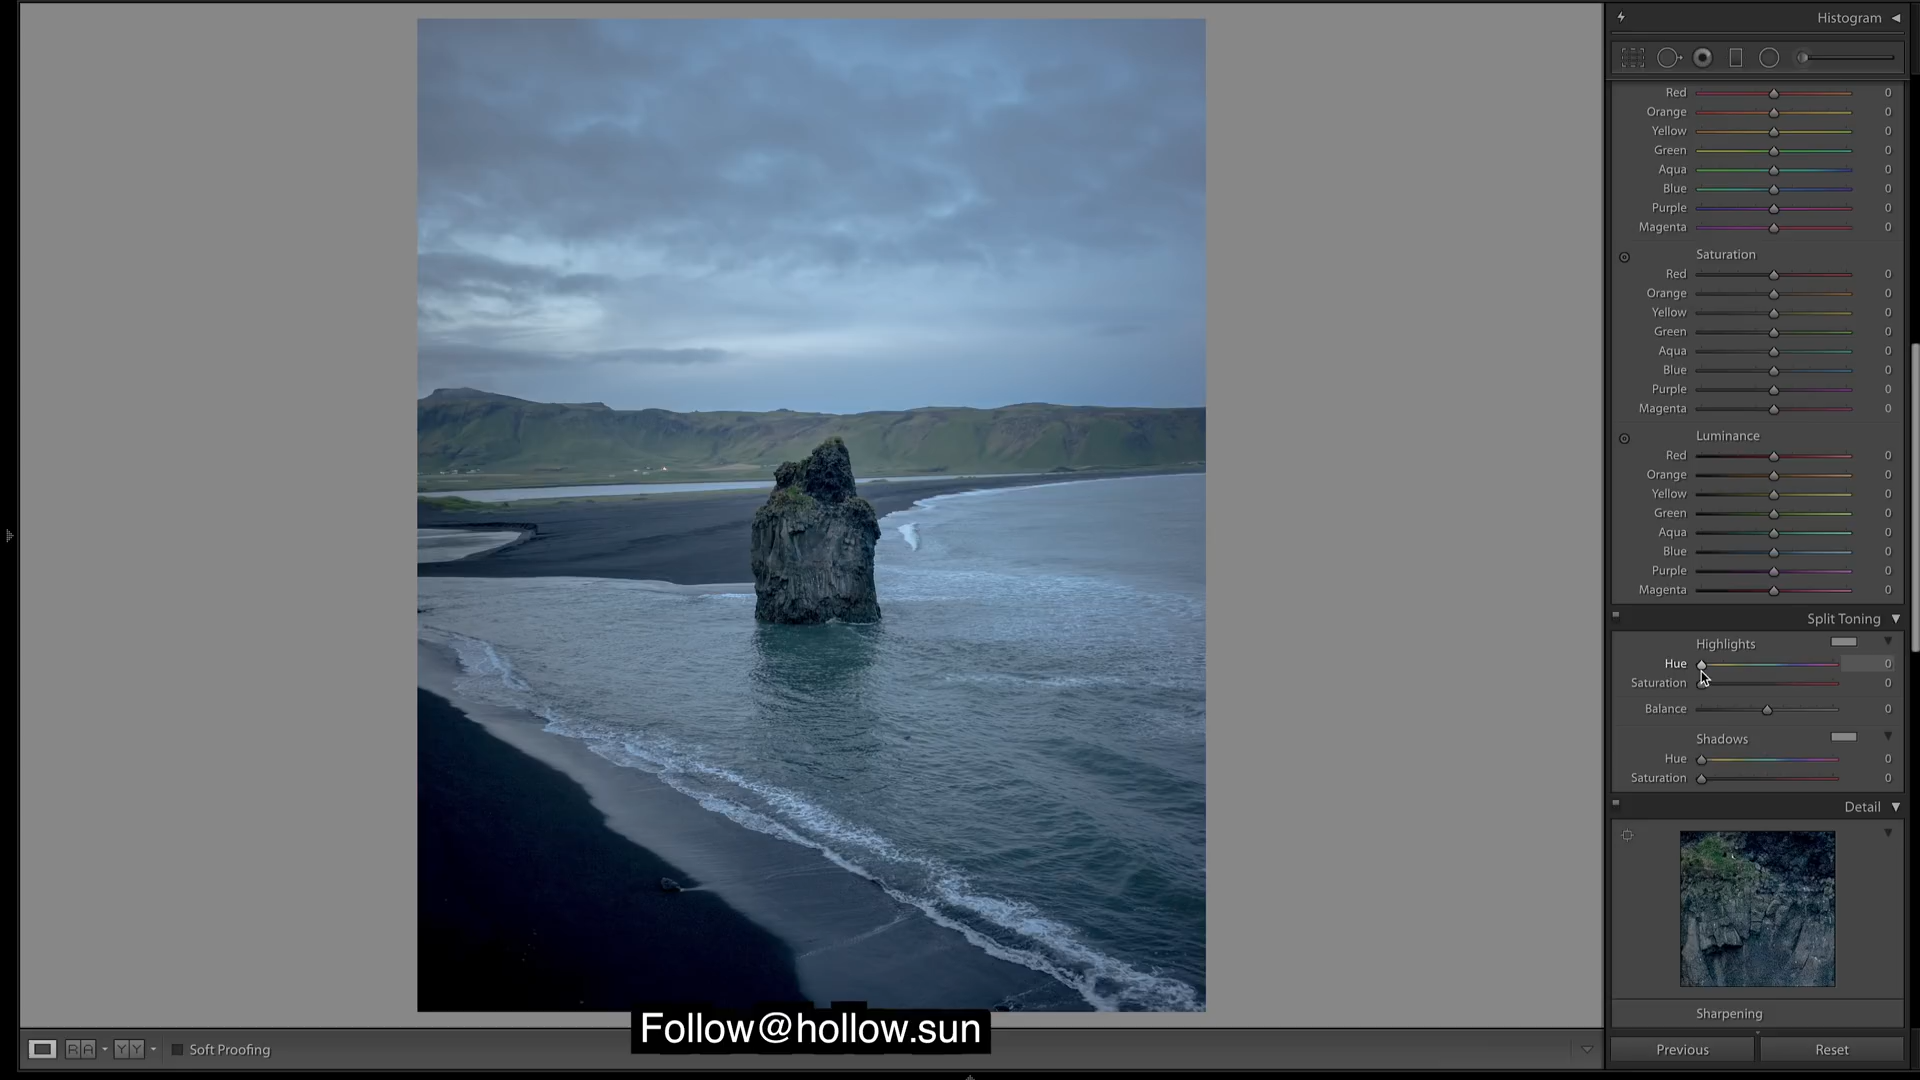 Histogram
Red 0
Orange 0
Yellow 0
Green 0
Aqua 0
Blue 0
Purple 0
Magenta 0
Saturation
Red 0
Orange 0
Yellow 0
Green 0
Aqua 0
Blue 0
Purple 0
Magenta 0
Luminance
Red 0
Orange 0
Yellow 0
Green 0
Aqua 0
Blue 0
Purple 0
Magenta 0
Split Toning
Highlights
Hue 0
Saturation 0
Balance 0
Shadows
Hue 0
Saturation 0
Detail
Sharpening
Previous Reset
R A Y Y Soft Proofing
Follow@hollow.sun